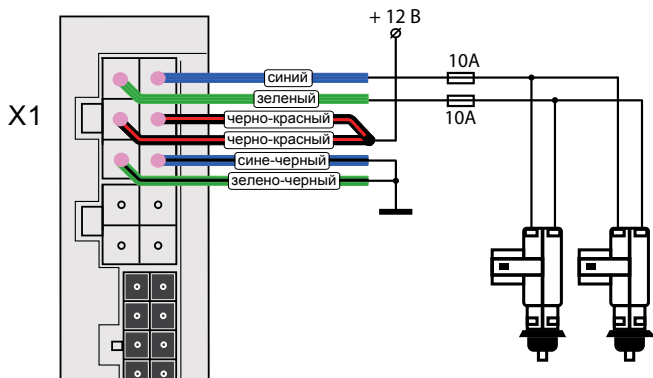 + 12 В
10А
синий
зеленый
10А
X1
черно-красный
черно-красный
сине-черный
зелено-черный